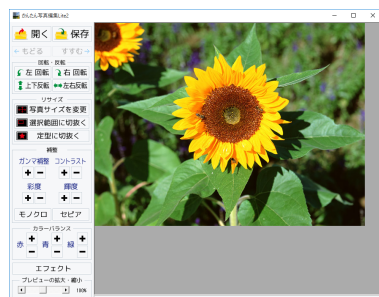 かんたん写真編集Lite2
開く 保存
←もどる すすむ→
回転・反転
左 回転 右 回転
上下反転 左右反転
リサイズ
写真サイズを変更
選択範囲に切抜く
定型に切抜く
補整
ガンマ補整 コントラスト
+ - + -
彩度 輝度
+ - + -
モノクロ セピア
カラーバランス
赤 + - 青 + - 緑 + -
エフェクト
プレビューの拡大・縮小
100%